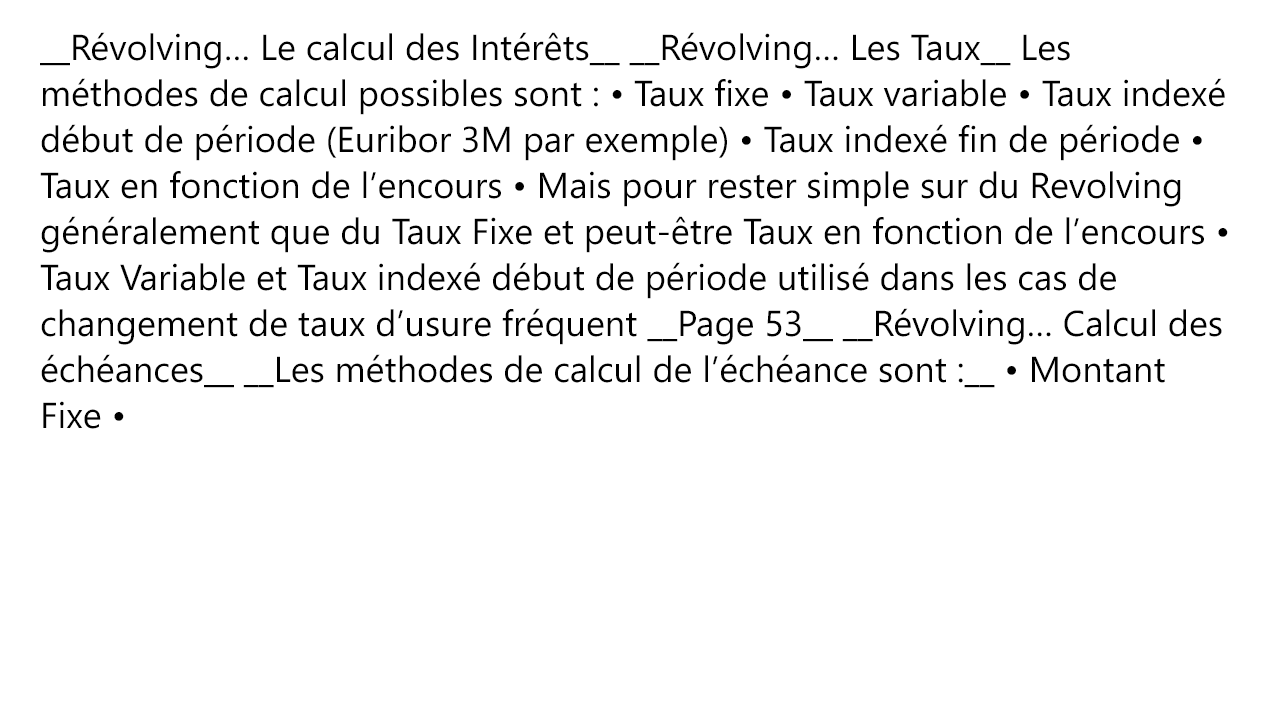 __Révolving... Le calcul des Intérêts__ __Révolving... Les Taux__ Les
méthodes de calcul possibles sont : • Taux fixe • Taux variable • Taux indexé
début de période (Euribor 3M par exemple) • Taux indexé fin de période •
Taux en fonction de l’encours • Mais pour rester simple sur du Revolving
généralement que du Taux Fixe et peut-être Taux en fonction de l’encours •
Taux Variable et Taux indexé début de période utilisé dans les cas de
changement de taux d’usure fréquent __Page 53__ __Révolving... Calcul des
échéances__ __Les méthodes de calcul de l’échéance sont :__ • Montant
Fixe •